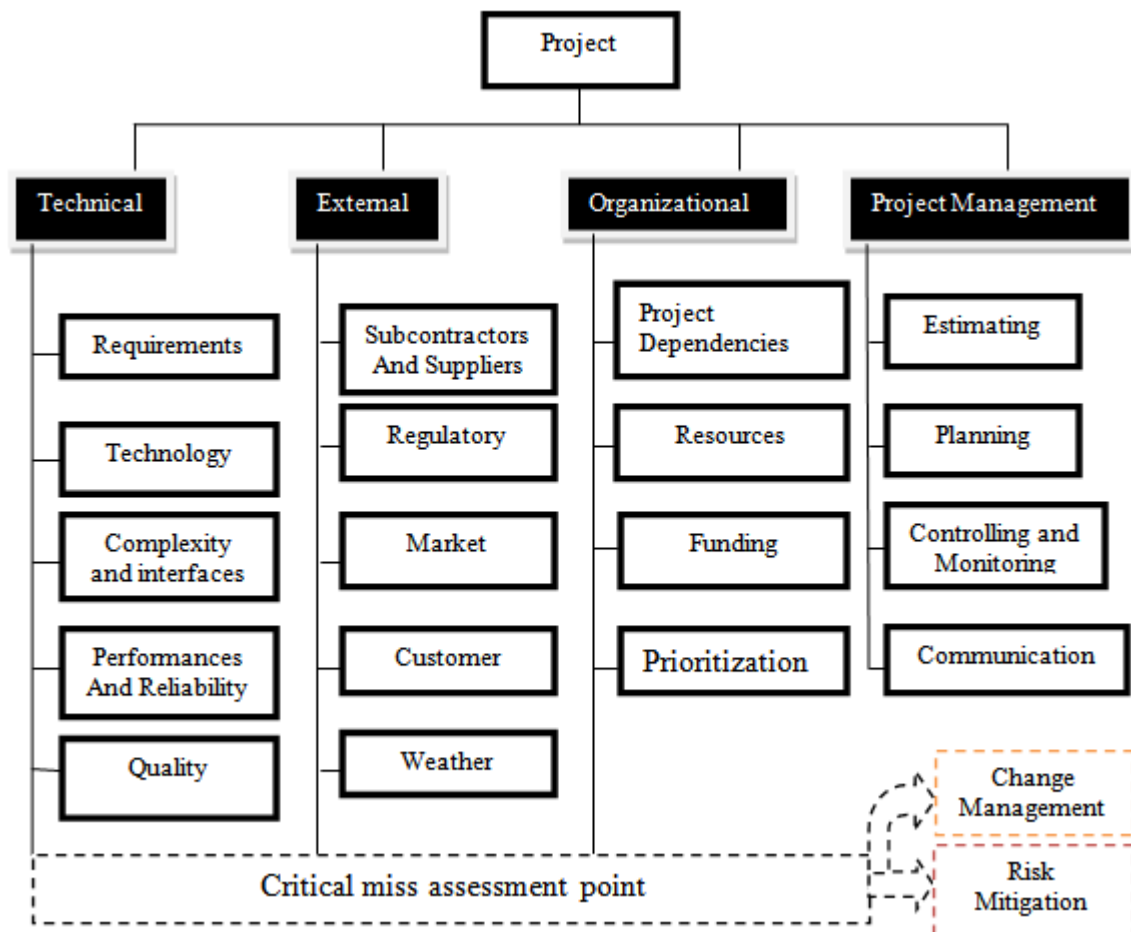 Project
Technical
External
Organizational
Project Management
Requirements
Technology
Complexity
and interfaces
Performances
And Reliability
Quality
Subcontractors
And Suppliers
Regulatory
Market
Customer
Weather
Project
Dependencies
Resources
Funding
Prioritization
Estimating
Planning
Controlling and
Monitoring
Communication
Critical miss assessment point
Change
Management
Risk
Mitigation